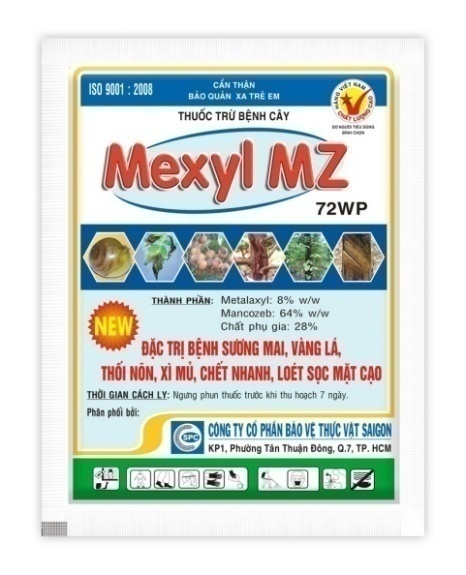 ISO 9001 : 2008
CẨN THẬN
BẢO QUẢN XA TRẺ EM
HÀNG VIỆT NAM
CHẤT LƯỢNG CAO
DO NGƯỜI TIÊU DÙNG
BÌNH CHỌN
THUỐC TRỪ BỆNH CÂY
Mexyl MZ
72WP
THÀNH PHẦN: Metalaxyl: 8% w/w
Mancozeb: 64% w/w
Chất phụ gia: 28%
NEW
ĐẶC TRỊ BỆNH SƯƠNG MAI, VÀNG LÁ,
THỐI NÕN, XÌ MỦ, CHẾT NHANH, LOÉT SỌC MẶT CẠO
THỜI GIAN CÁCH LY: Ngưng phun thuốc trước khi thu hoạch 7 ngày.
Phân phối bởi:
SPC
CÔNG TY CỔ PHẦN BẢO VỆ THỰC VẬT SAIGON
KP1, Phường Tân Thuận Đông, Q.7, TP. HCM